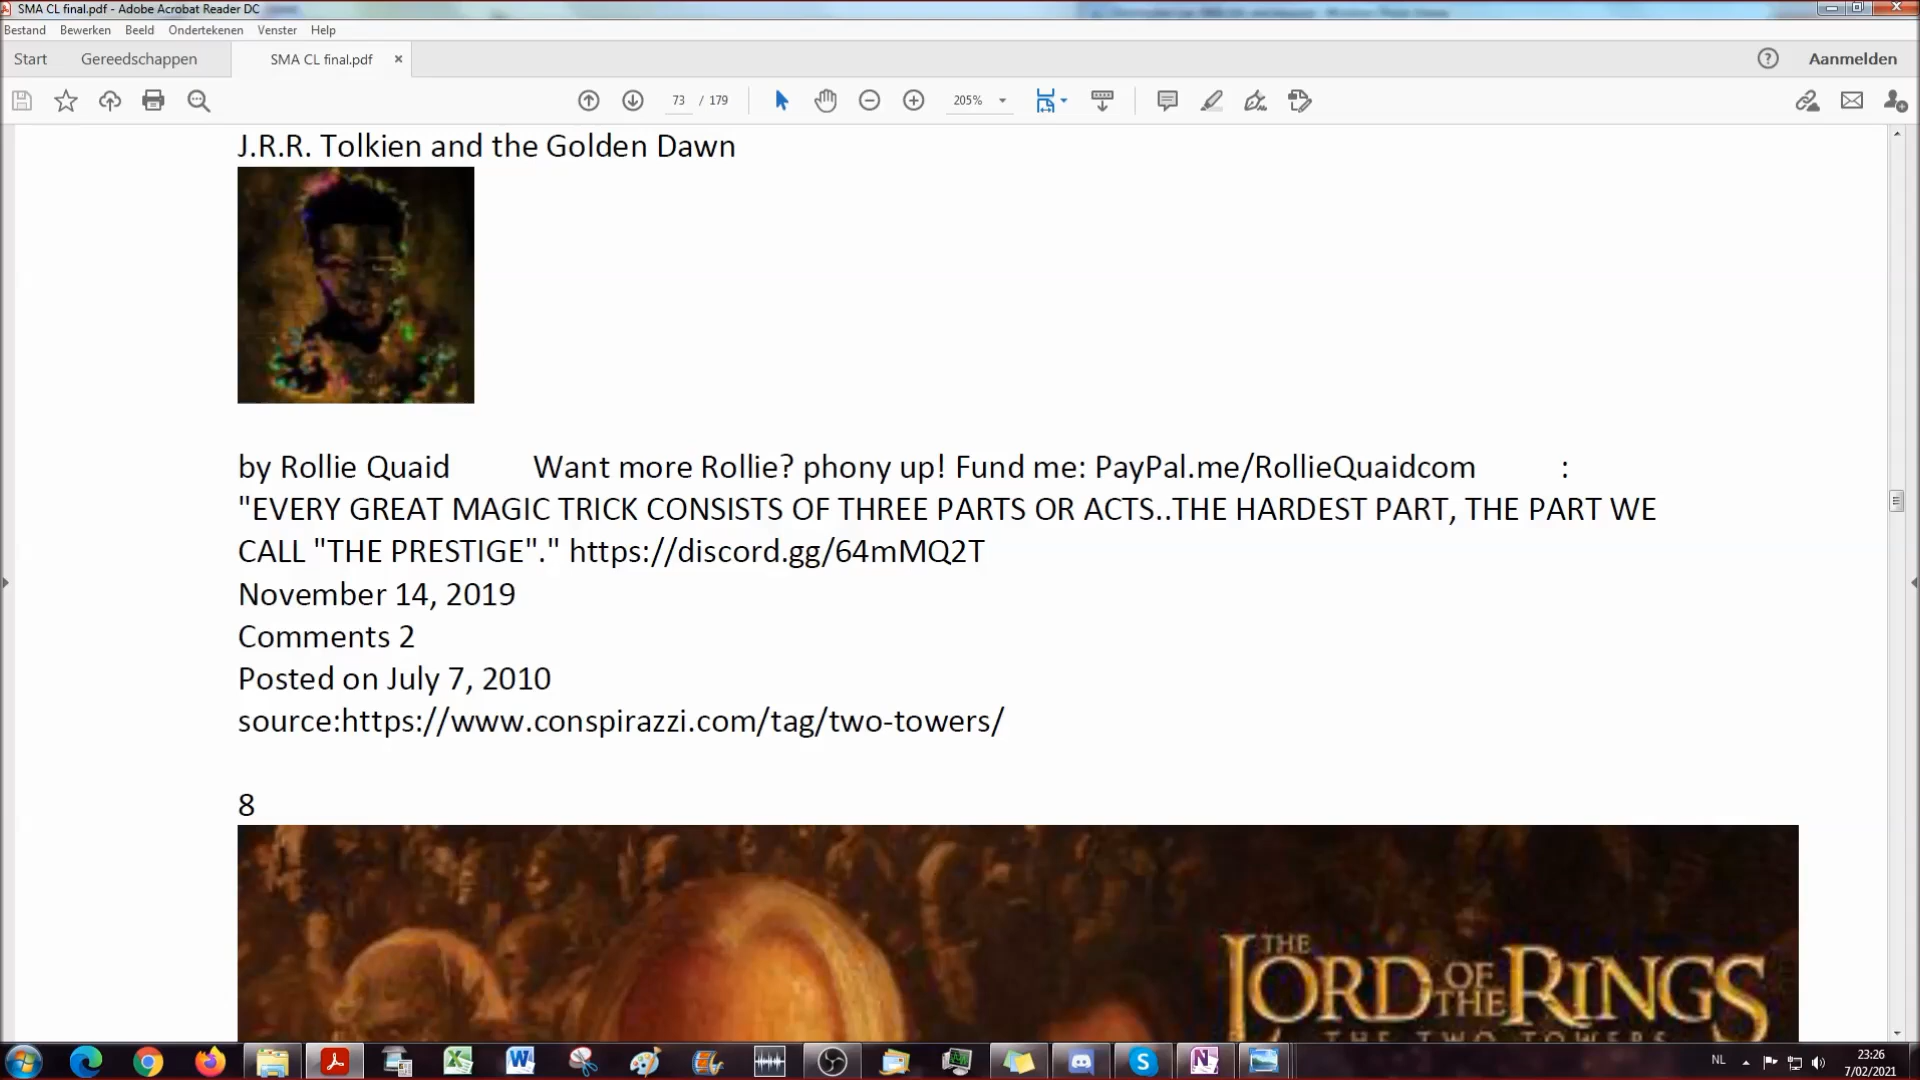 SMA CL final.pdf - Adobe Acrobat Reader DC
Bestand Bewerken Beeld Ondertekenen Venster Help
Start Gereedschappen SMA CL final.pdf × ? Aanmelden
73 / 179 205%
J.R.R. Tolkien and the Golden Dawn
by Rollie Quaid Want more Rollie? phony up! Fund me: PayPal.me/RollieQuaidcom :
"EVERY GREAT MAGIC TRICK CONSISTS OF THREE PARTS OR ACTS..THE HARDEST PART, THE PART WE
CALL "THE PRESTIGE"." https://discord.gg/64mMQ2T
November 14, 2019
Comments 2
Posted on July 7, 2010
source:https://www.conspirazzi.com/tag/two-towers/
8
THE
LORD OF THE RINGS
THE TWO TOWERS
NL 23:26
7/02/2021